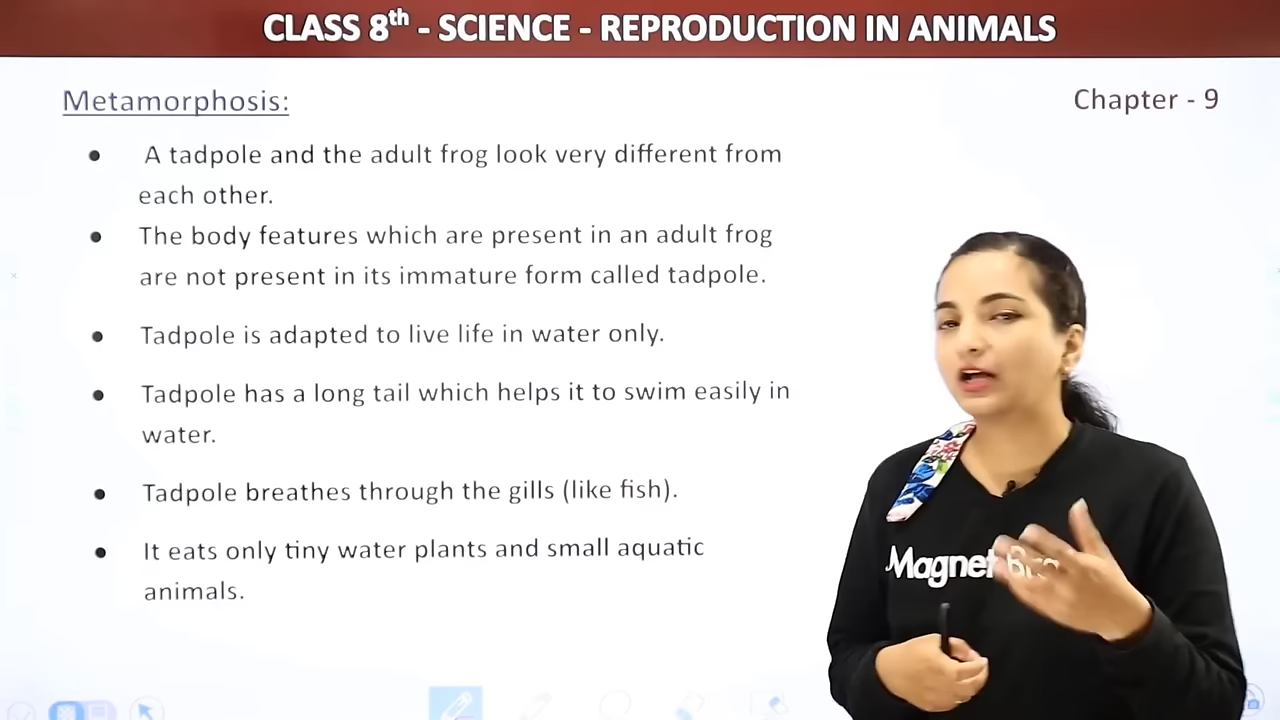 CLASS 8th - SCIENCE - REPRODUCTION IN ANIMALS
Metamorphosis:
Chapter - 9
• A tadpole and the adult frog look very different from
each other.
• The body features which are present in an adult frog
are not present in its immature form called tadpole.
• Tadpole is adapted to live life in water only.
• Tadpole has a long tail which helps it to swim easily in
water.
• Tadpole breathes through the gills (like fish).
• It eats only tiny water plants and small aquatic
animals.
Magnet